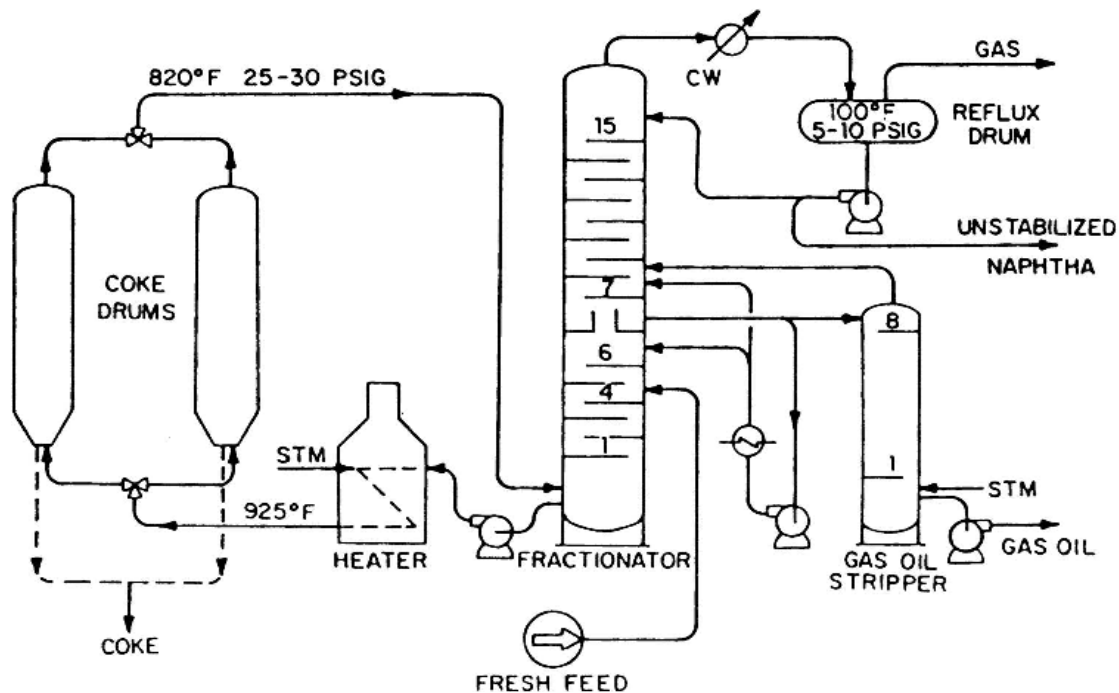 820°F 25-30 PSIG
CW
GAS
100°F
5-10 PSIG
REFLUX
DRUM
15
UNSTABILIZED
NAPHTHA
COKE
DRUMS
7
8
6
4
1
1
STM
STM
925°F
HEATER
FRACTIONATOR
GAS OIL
STRIPPER
GAS OIL
COKE
FRESH FEED